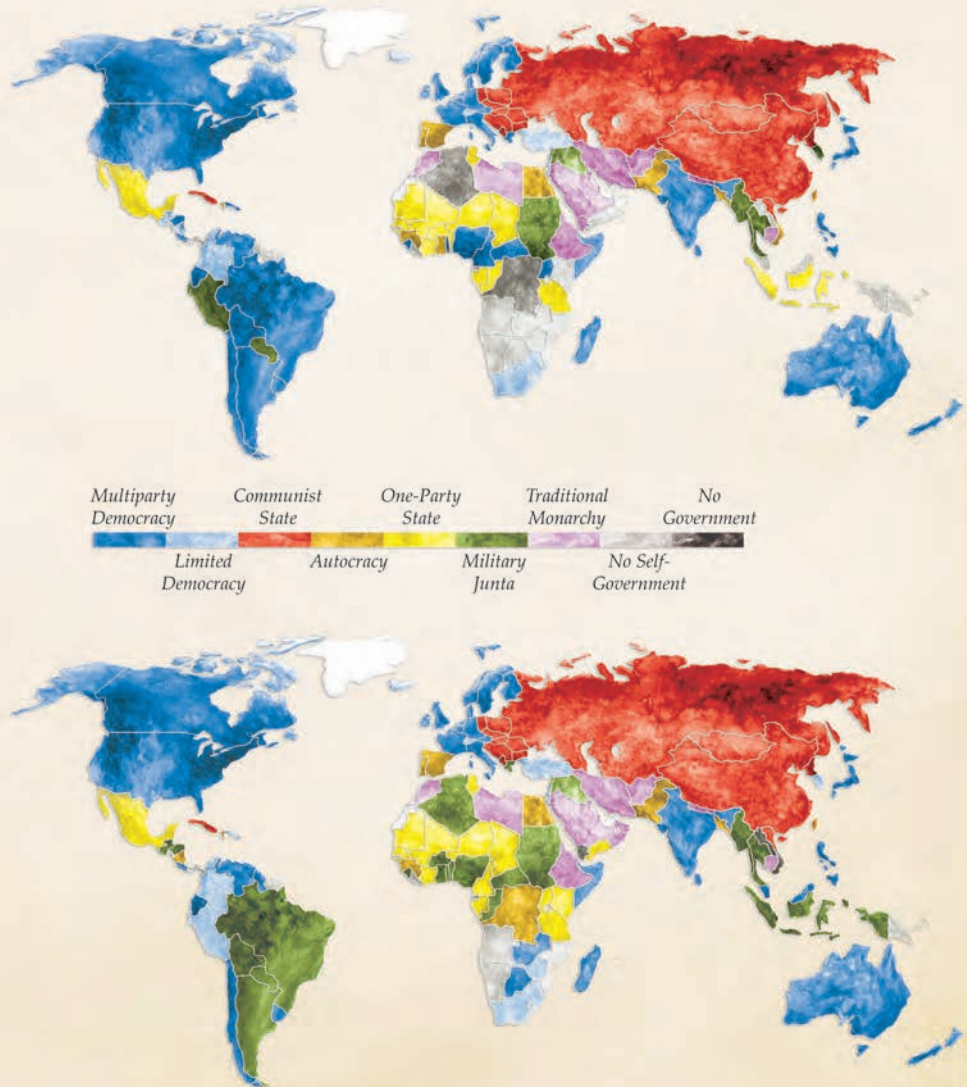 Multiparty
Democracy
Communist
State
One-Party
State
Traditional
Monarchy
No
Government
Limited
Democracy
Autocracy
Military
Junta
No Self-
Government